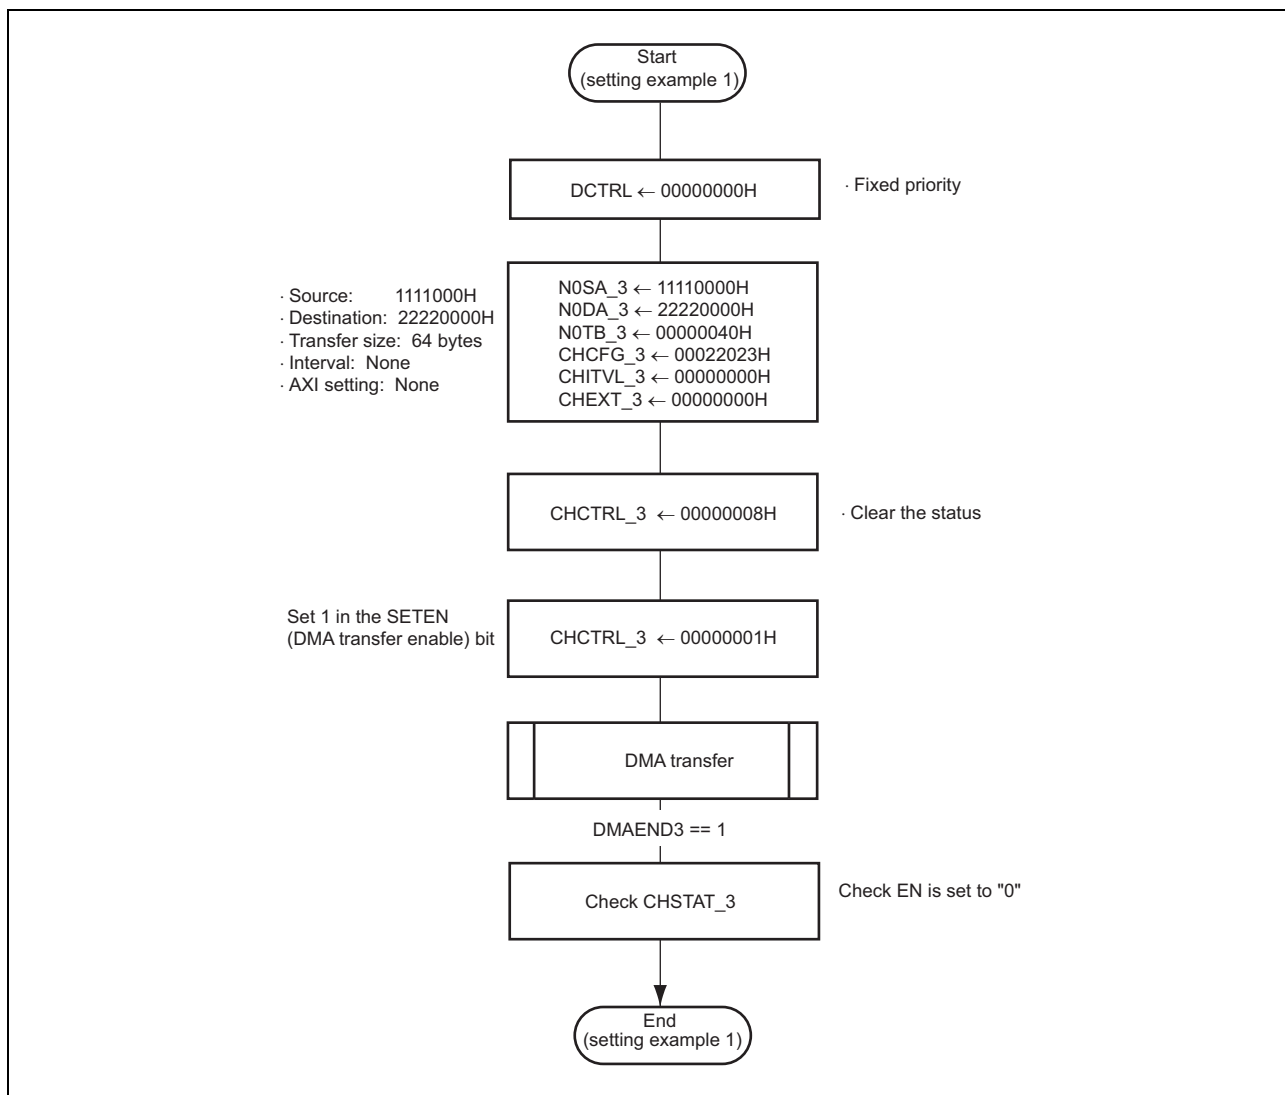 Start
(setting example 1)
DCTRL ← 00000000H
· Fixed priority
· Source: 1111000H
· Destination: 22220000H
· Transfer size: 64 bytes
· Interval: None
· AXI setting: None
N0SA_3 ← 11110000H
N0DA_3 ← 22220000H
N0TB_3 ← 00000040H
CHCFG_3 ← 00022023H
CHITVL_3 ← 00000000H
CHEXT_3 ← 00000000H
CHCTRL_3 ← 00000008H
· Clear the status
Set 1 in the SETEN
(DMA transfer enable) bit
CHCTRL_3 ← 00000001H
DMA transfer
DMAEND3 == 1
Check CHSTAT_3
Check EN is set to "0"
End
(setting example 1)